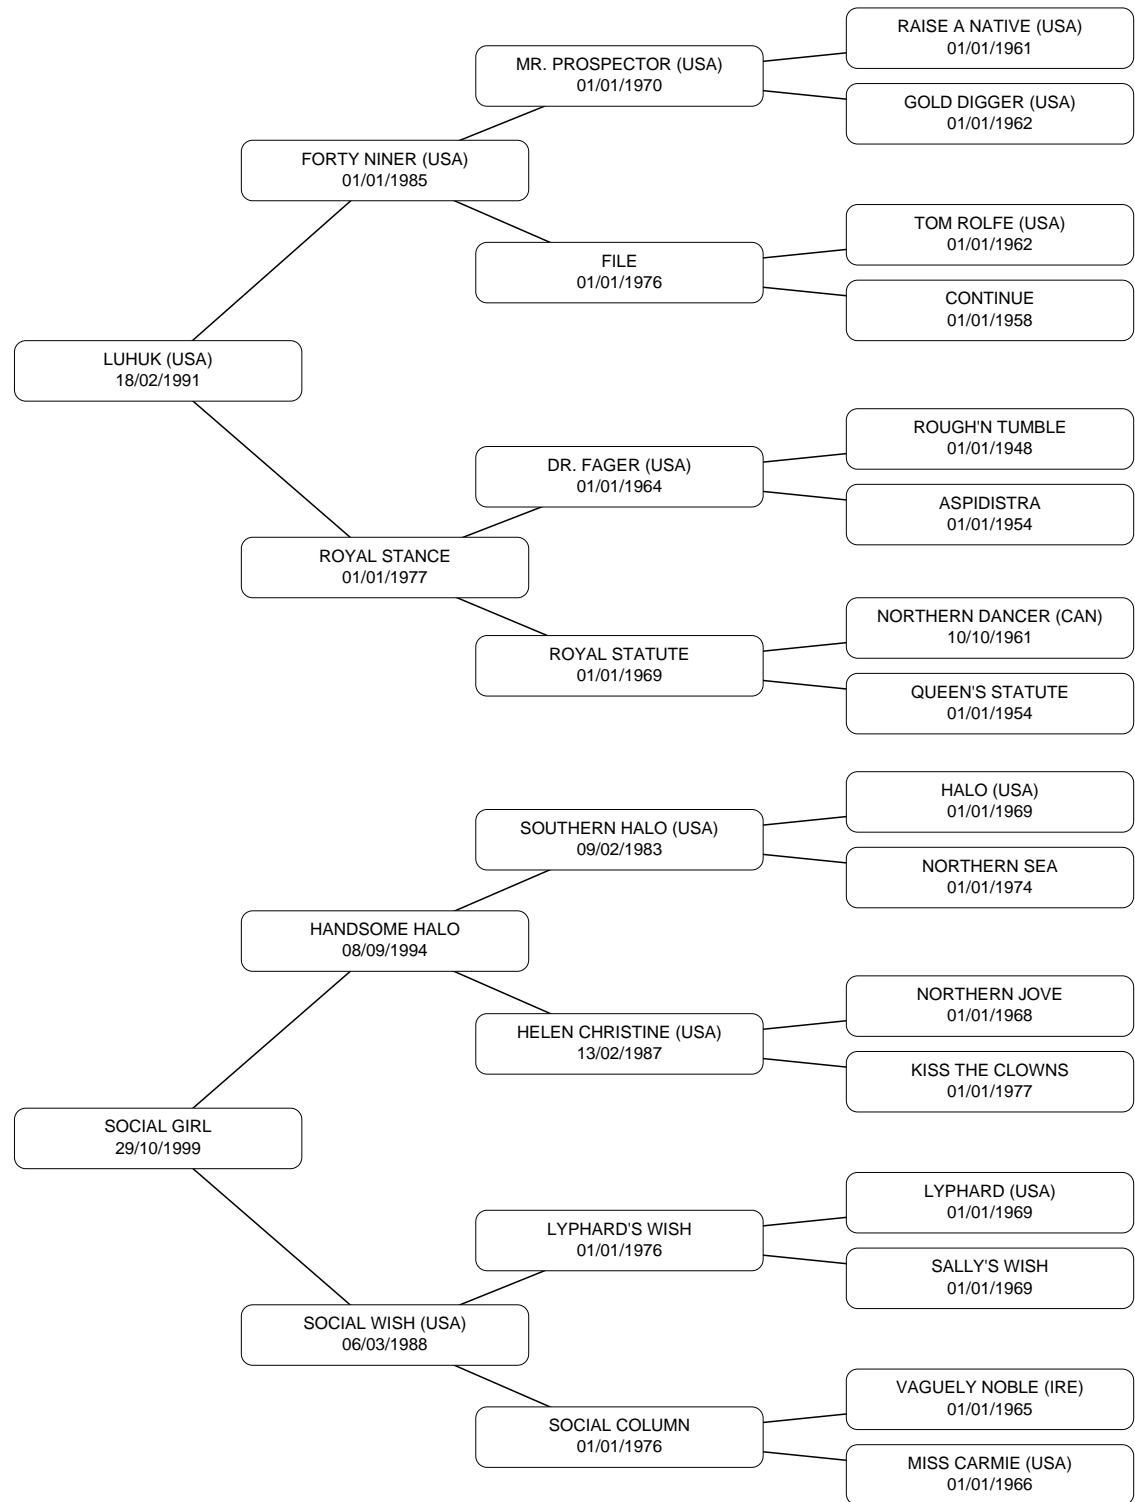 RAISE A NATIVE (USA)
01/01/1961
MR. PROSPECTOR (USA)
01/01/1970
GOLD DIGGER (USA)
01/01/1962
FORTY NINER (USA)
01/01/1985
TOM ROLFE (USA)
01/01/1962
FILE
01/01/1976
CONTINUE
01/01/1958
LUHUK (USA)
18/02/1991
ROUGH'N TUMBLE
01/01/1948
DR. FAGER (USA)
01/01/1964
ASPIDISTRA
01/01/1954
ROYAL STANCE
01/01/1977
NORTHERN DANCER (CAN)
10/10/1961
ROYAL STATUTE
01/01/1969
QUEEN'S STATUTE
01/01/1954
HALO (USA)
01/01/1969
SOUTHERN HALO (USA)
09/02/1983
NORTHERN SEA
01/01/1974
HANDSOME HALO
08/09/1994
NORTHERN JOVE
01/01/1968
HELEN CHRISTINE (USA)
13/02/1987
KISS THE CLOWNS
01/01/1977
SOCIAL GIRL
29/10/1999
LYPHARD (USA)
01/01/1969
LYPHARD'S WISH
01/01/1976
SALLY'S WISH
01/01/1969
SOCIAL WISH (USA)
06/03/1988
VAGUELY NOBLE (IRE)
01/01/1965
SOCIAL COLUMN
01/01/1976
MISS CARMIE (USA)
01/01/1966